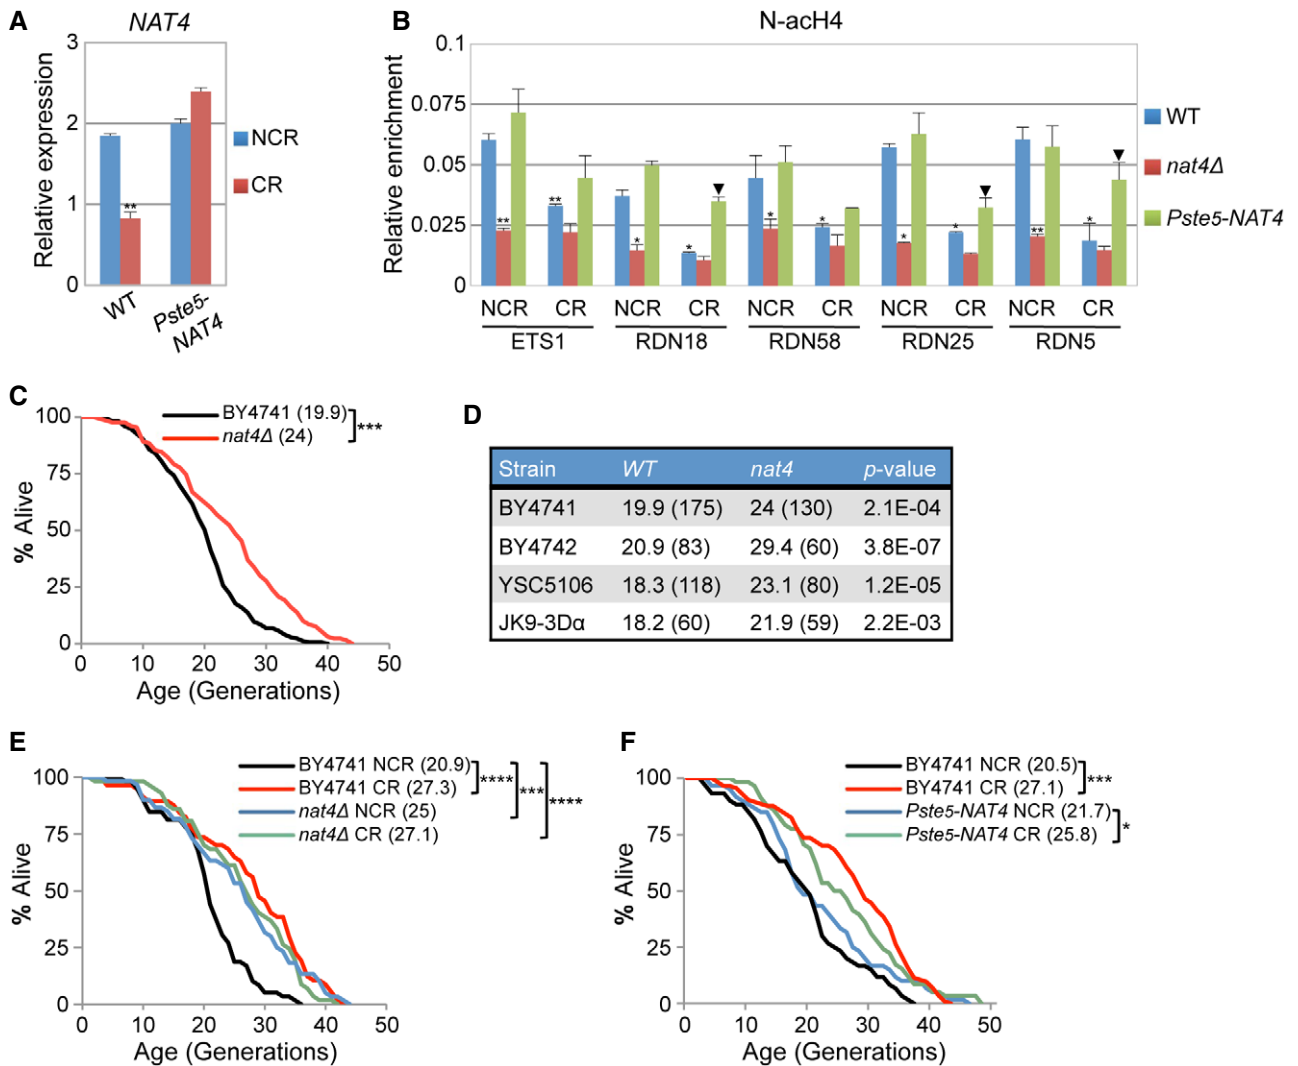 A
NAT4
3
2
1
0
Relative expression
WT
Pste5-
NAT4
NCR
CR
**
B
N-acH4
0.1
0.075
0.05
0.025
0
Relative enrichment
** ** * * * * * * ** *
NCR CR NCR CR NCR CR NCR CR NCR CR
ETS1 RDN18 RDN58 RDN25 RDN5
WT
nat4Δ
Pste5-NAT4
C
100
75
50
25
0
% Alive
0 10 20 30 40 50
Age (Generations)
BY4741 (19.9)
nat4Δ (24)
***
D
Strain WT nat4 p-value
BY4741 19.9 (175) 24 (130) 2.1E-04
BY4742 20.9 (83) 29.4 (60) 3.8E-07
YSC5106 18.3 (118) 23.1 (80) 1.2E-05
JK9-3Dα 18.2 (60) 21.9 (59) 2.2E-03
E
100
75
50
25
0
% Alive
0 10 20 30 40 50
Age (Generations)
BY4741 NCR (20.9)
BY4741 CR (27.3)
nat4Δ NCR (25)
nat4Δ CR (27.1)
**** *** ****
F
100
75
50
25
0
% Alive
0 10 20 30 40 50
Age (Generations)
BY4741 NCR (20.5)
BY4741 CR (27.1)
Pste5-NAT4 NCR (21.7)
Pste5-NAT4 CR (25.8)
***
*